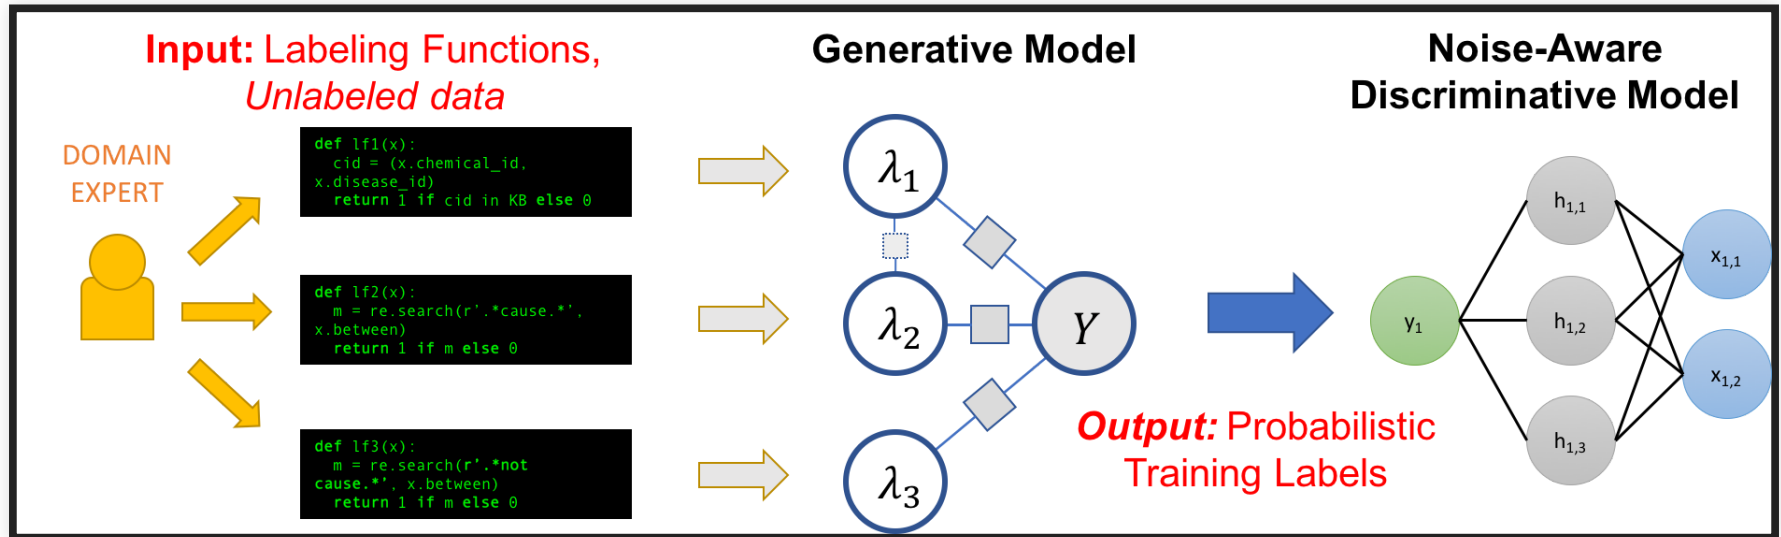 Input: Labeling Functions,
Unlabeled data
DOMAIN
EXPERT
def lf1(x):
  cid = (x.chemical_id,
x.disease_id)
  return 1 if cid in KB else 0
def lf2(x):
  m = re.search(r'.*cause.*',
x.between)
  return 1 if m else 0
def lf3(x):
  m = re.search(r'.*not
cause.*', x.between)
  return 1 if m else 0
Generative Model
λ1
λ2
λ3
Y
Output: Probabilistic
Training Labels
Noise-Aware
Discriminative Model
y1
h1,1
h1,2
h1,3
x1,1
x1,2